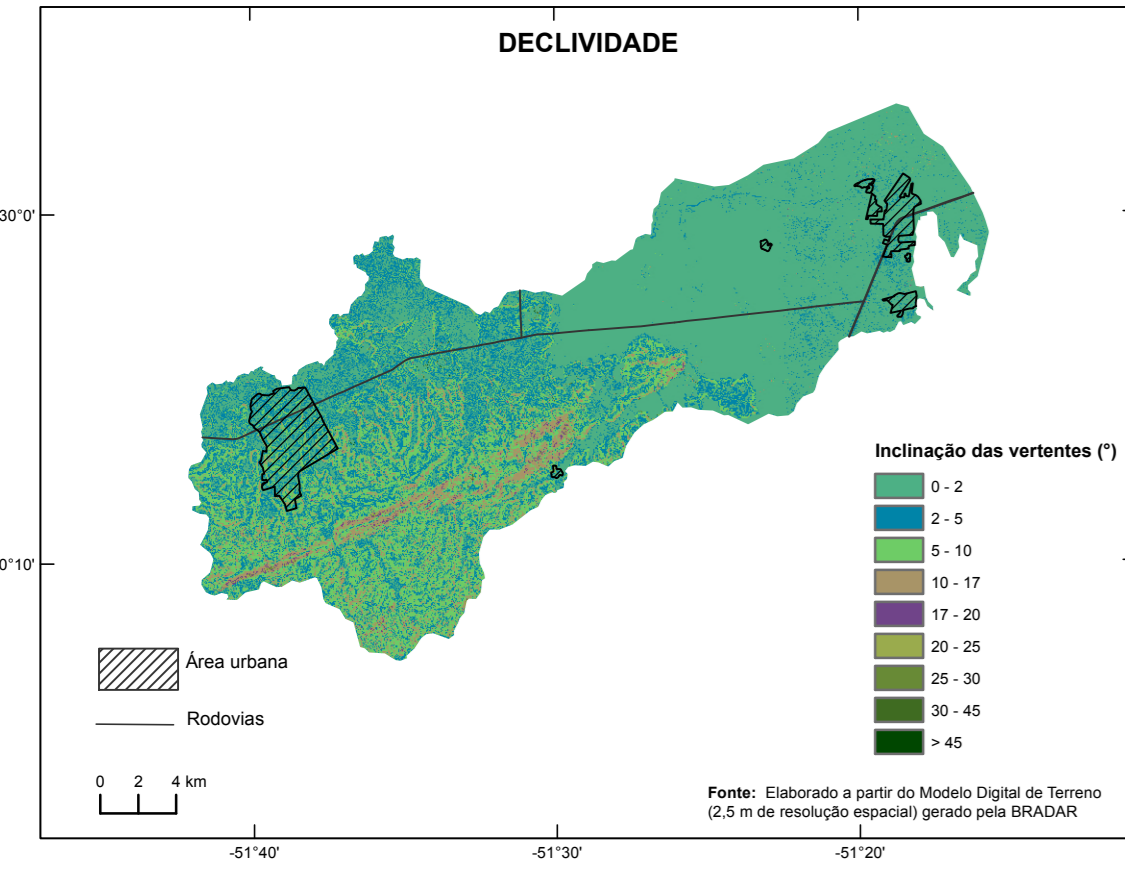 DECLIVIDADE
30°0'
0°10'
Inclinação das vertentes (°)
0 - 2
2 - 5
5 - 10
10 - 17
17 - 20
20 - 25
25 - 30
30 - 45
> 45
Área urbana
Rodovias
0 2 4 km
Fonte: Elaborado a partir do Modelo Digital de Terreno
(2,5 m de resolução espacial) gerado pela BRADAR
-51°40'
-51°30'
-51°20'